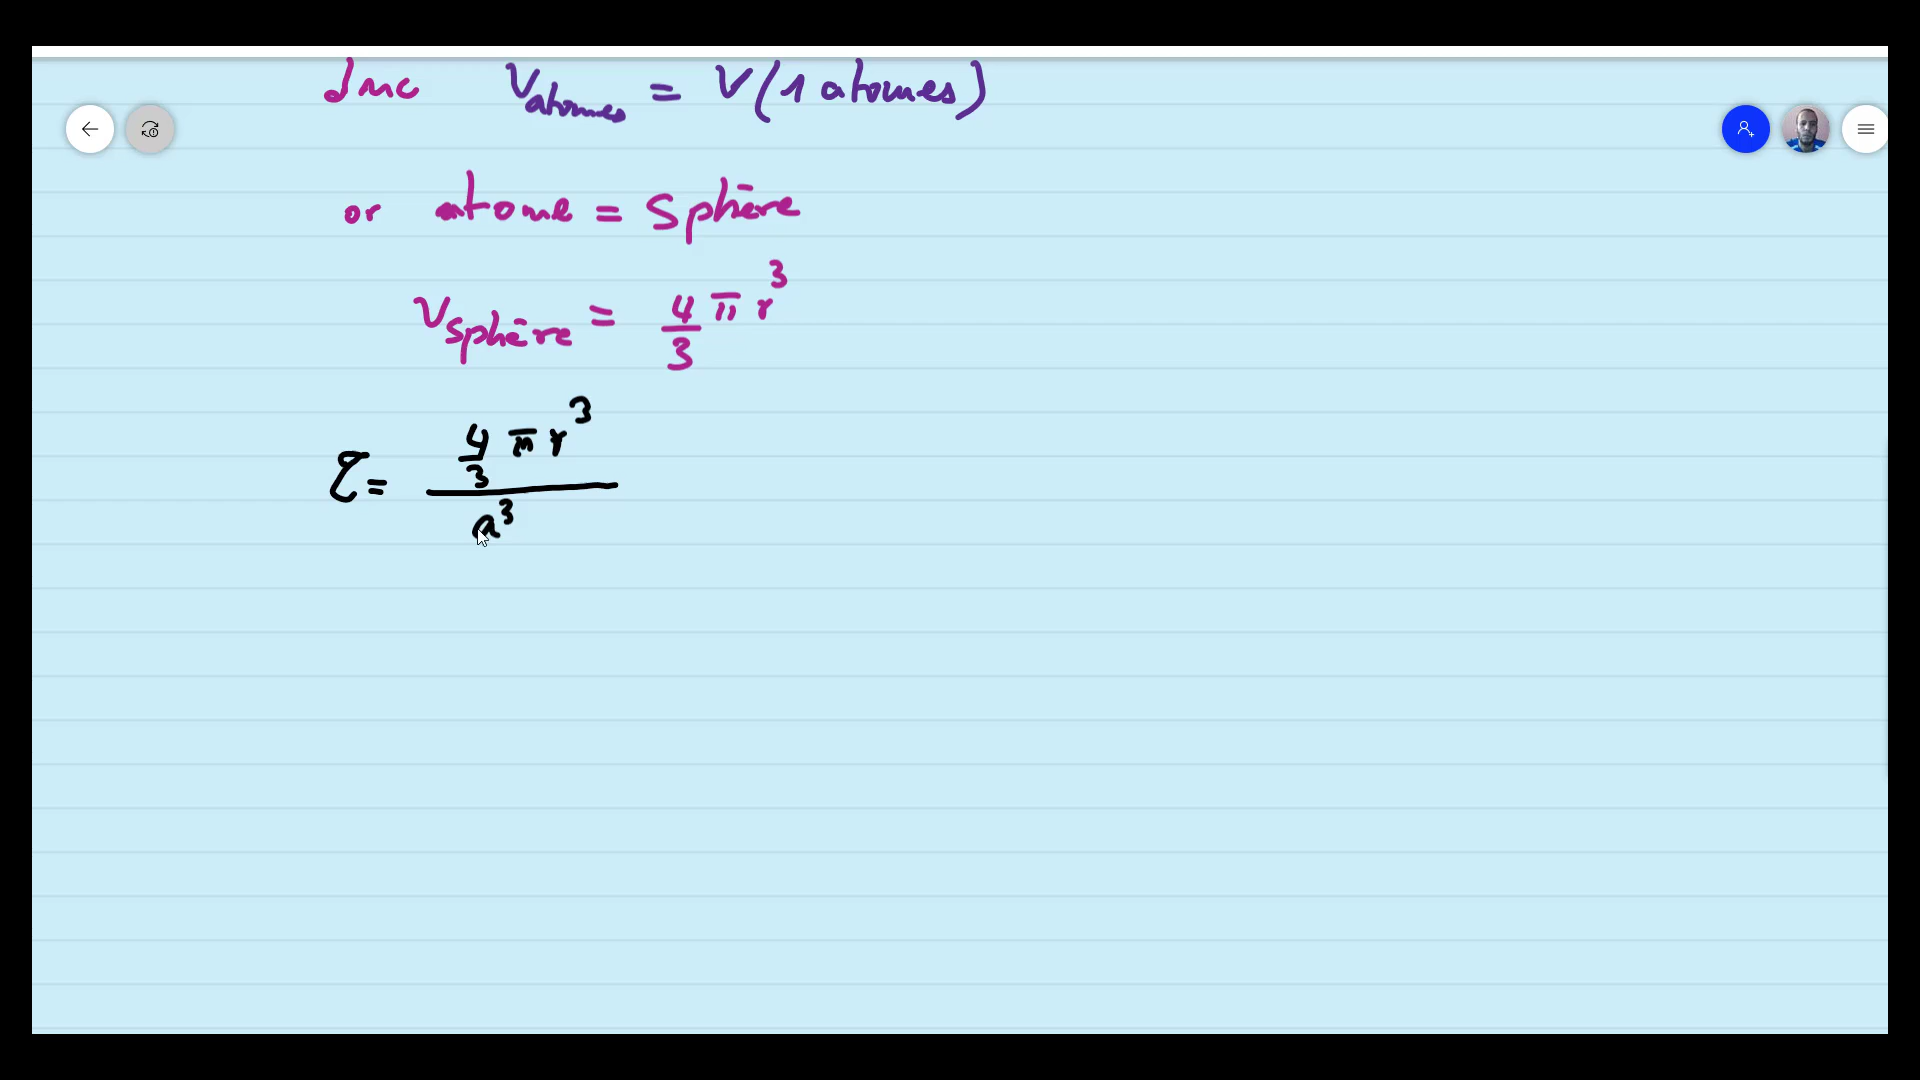 donc V_atomes = V(1 atomes)
or atome = Sphère
V_sphère = 4/3 π r³
τ = (4/3 π r³) / a³